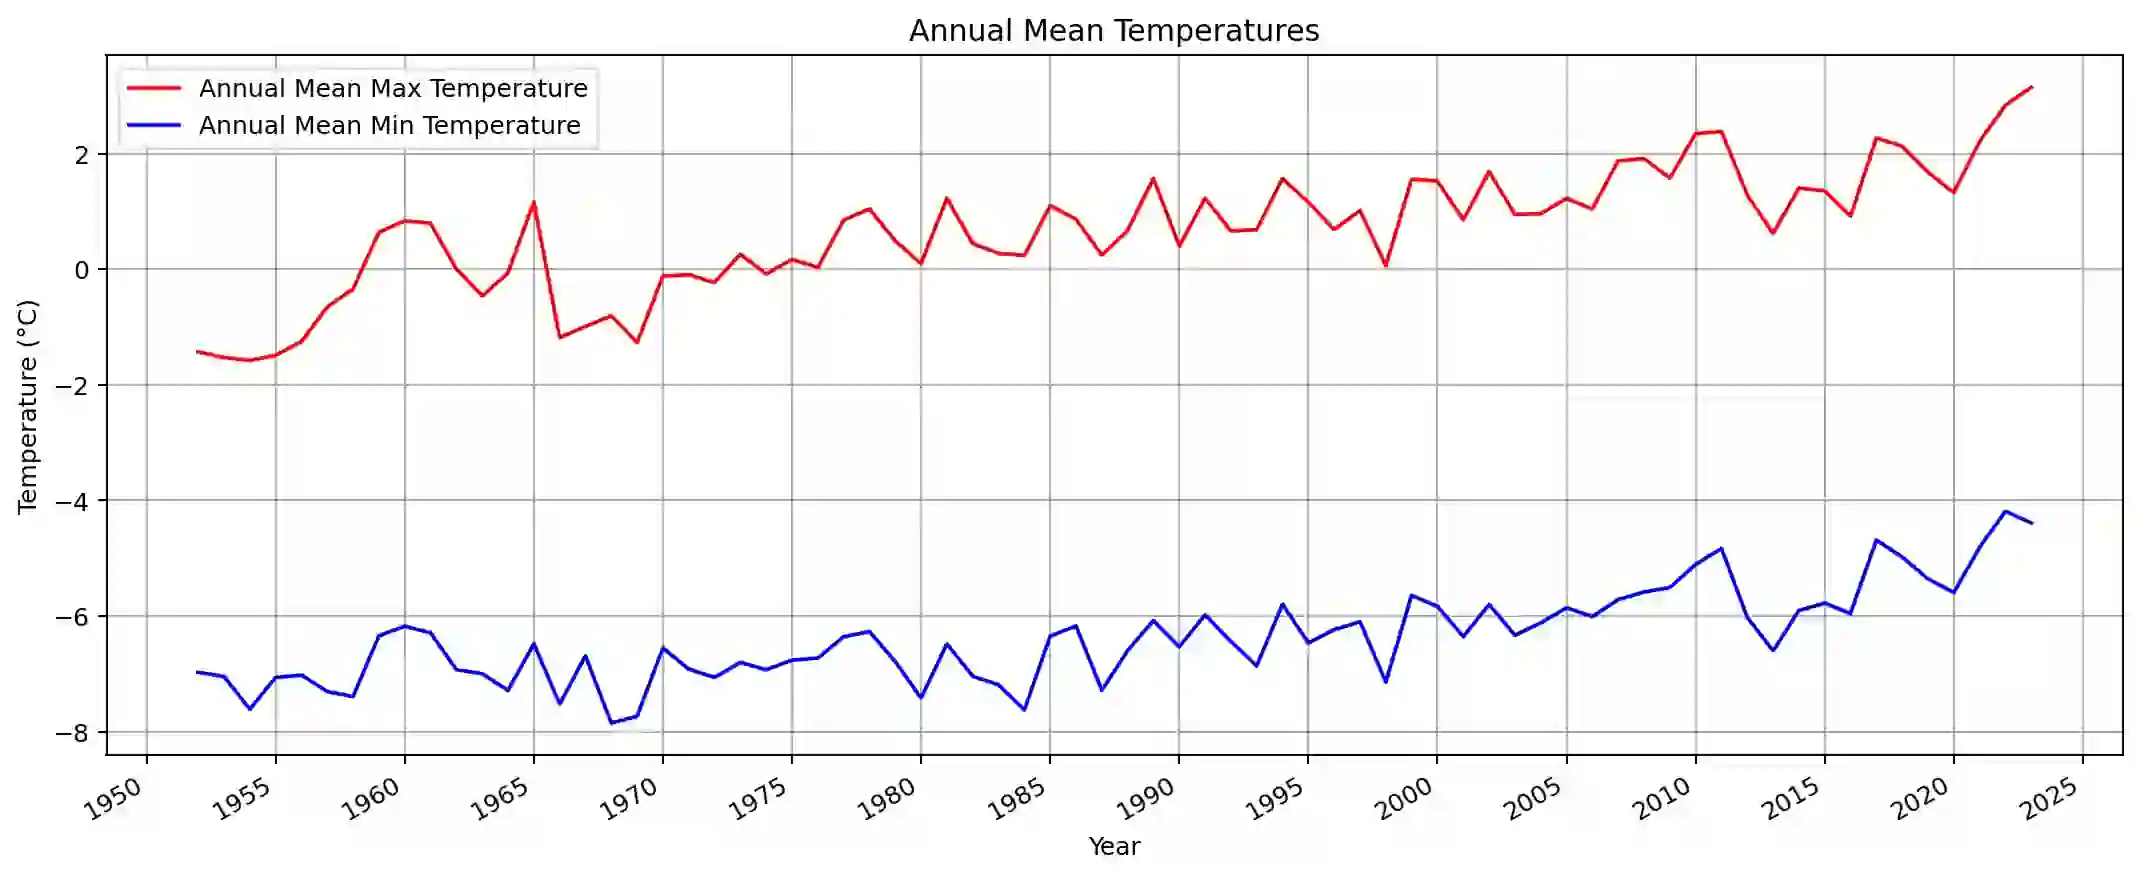 Annual Mean Temperatures
Annual Mean Max Temperature
Annual Mean Min Temperature
Temperature (°C)
2
0
−2
−4
−6
−8
1950 1955 1960 1965 1970 1975 1980 1985 1990 1995 2000 2005 2010 2015 2020 2025
Year